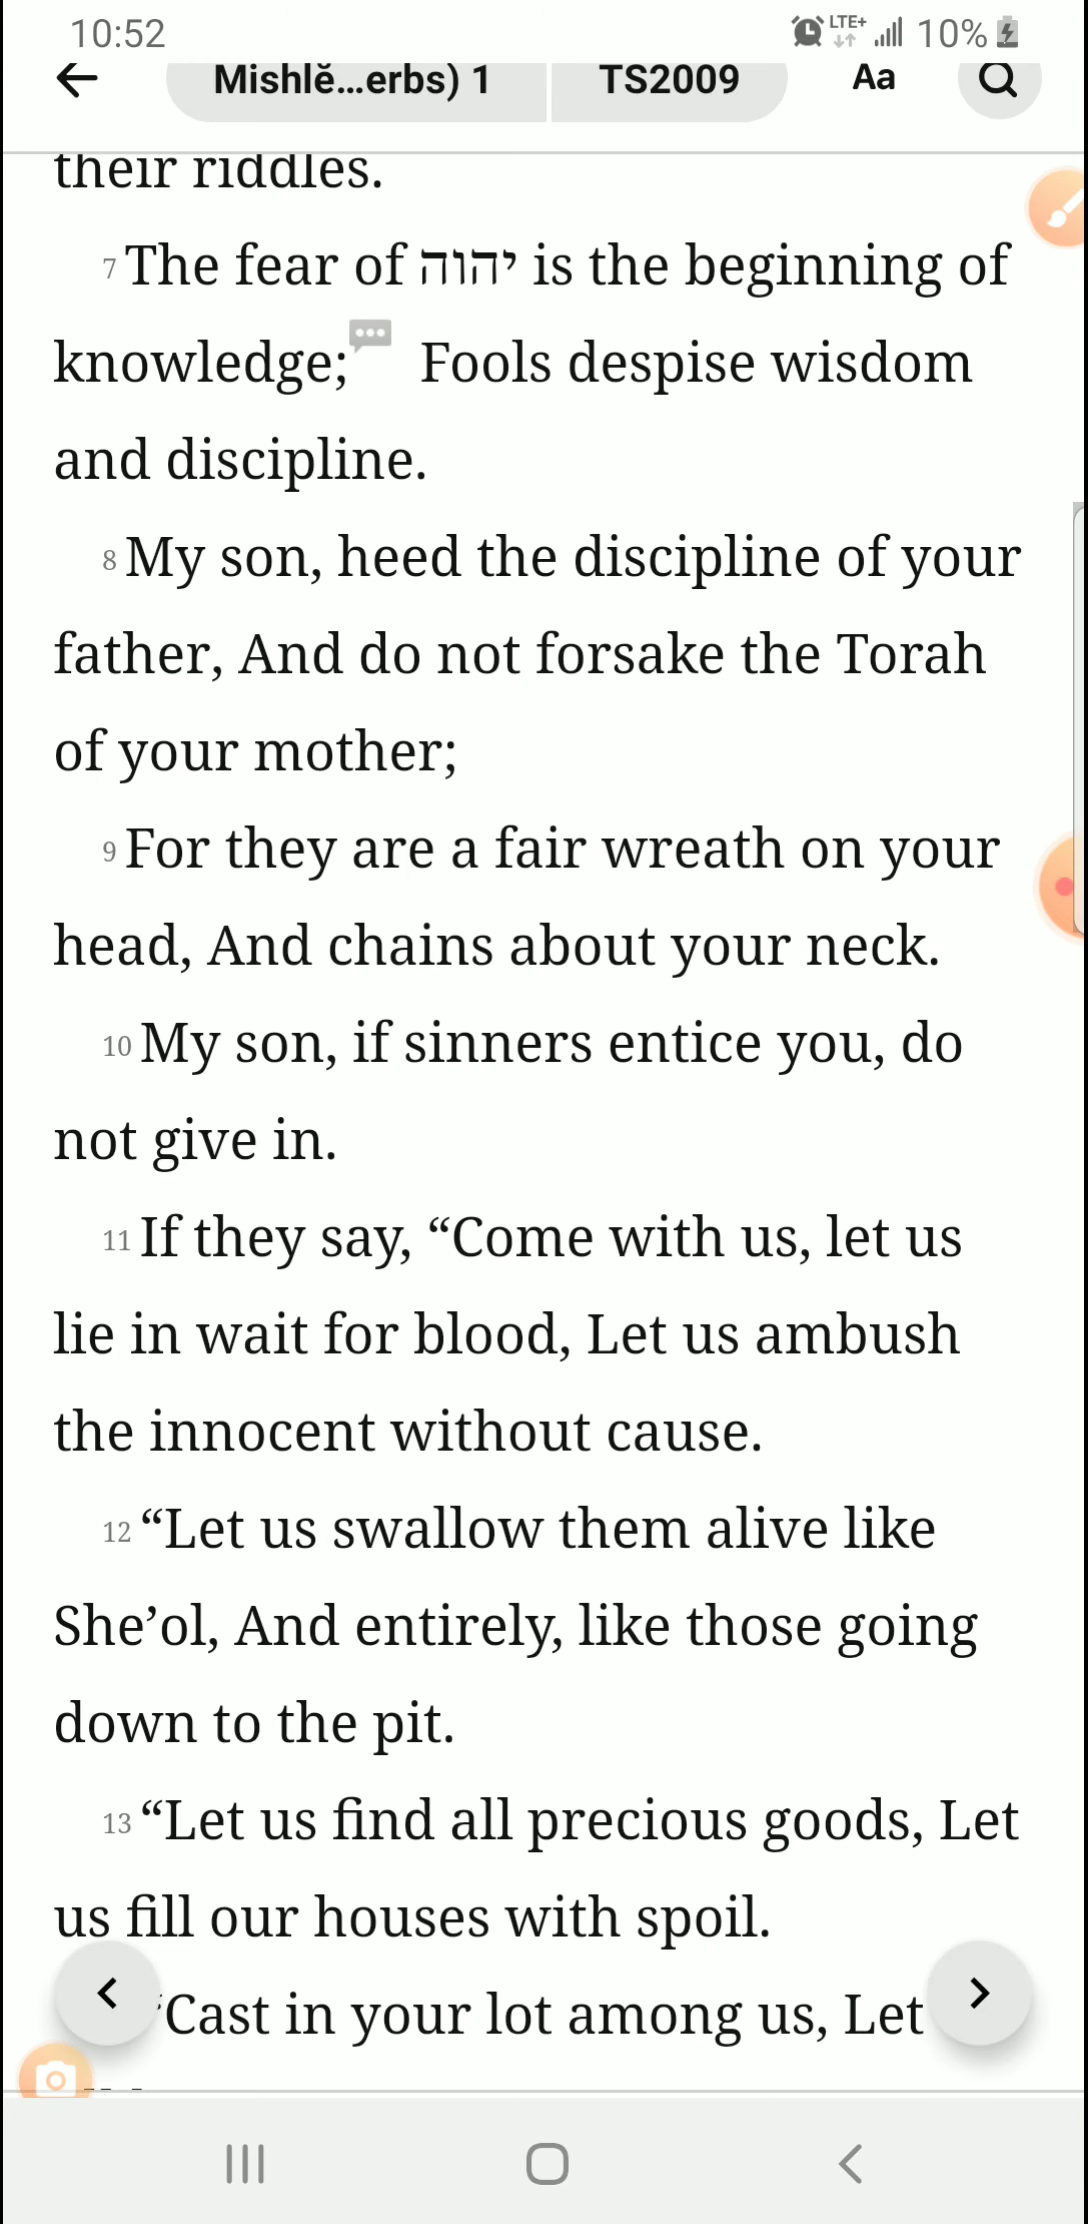 10:52 LTE+ 10%
Mishlĕ...erbs) 1 TS2009 Aa
their riddles.
7 The fear of יהוה is the beginning of
knowledge; Fools despise wisdom
and discipline.
8 My son, heed the discipline of your
father, And do not forsake the Torah
of your mother;
9 For they are a fair wreath on your
head, And chains about your neck.
10 My son, if sinners entice you, do
not give in.
11 If they say, “Come with us, let us
lie in wait for blood, Let us ambush
the innocent without cause.
12 “Let us swallow them alive like
She’ol, And entirely, like those going
down to the pit.
13 “Let us find all precious goods, Let
us fill our houses with spoil.
“Cast in your lot among us, Let